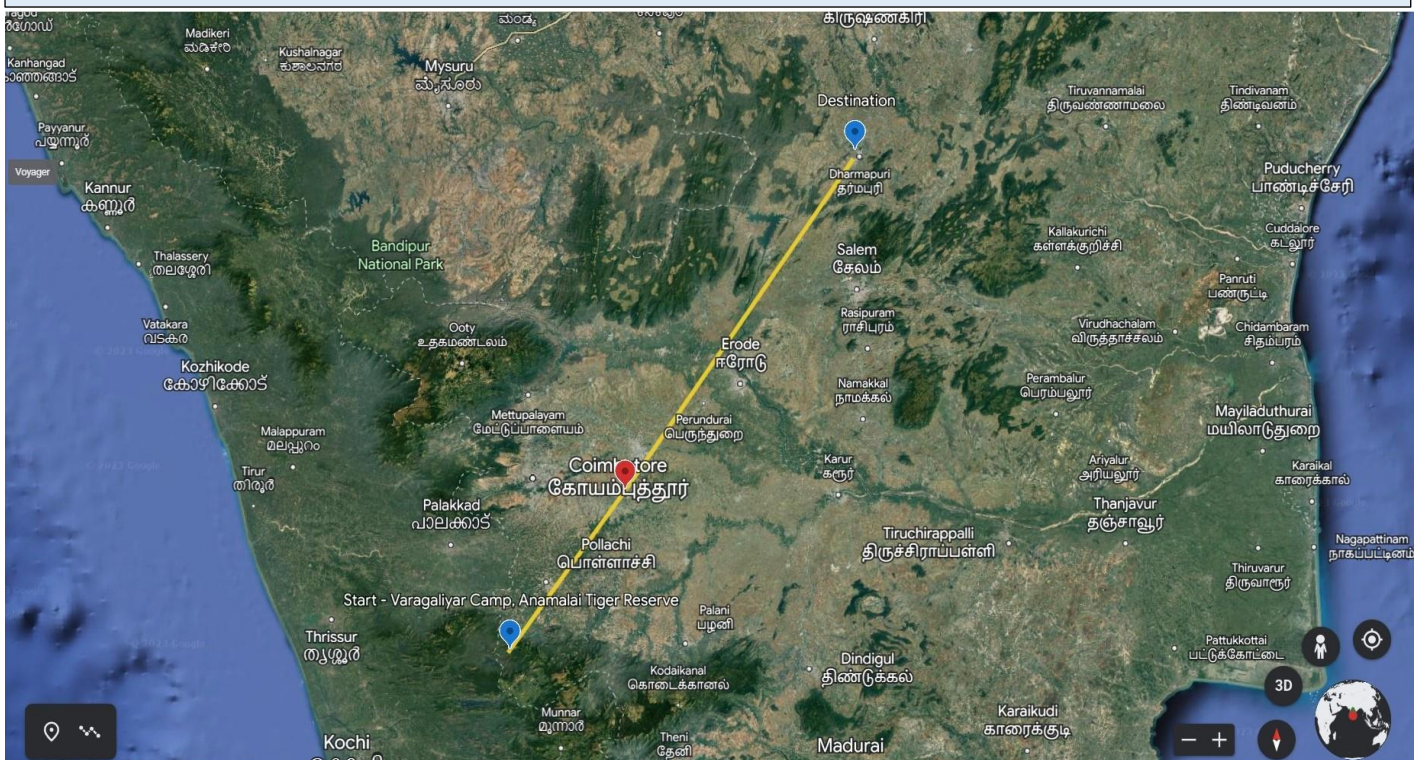 ರಗೋಡ್
Madikeri
ಮಡಿಕೇರಿ
Kushalnagar
ಕುಶಾಲನಗರ
ಮಂಡ್ಯ
கிருஷ்ணகிரி
Kanhangad
Mysuru
ಮೈಸೂರು
Destination
Tiruvannamalai
திருவண்ணாமலை
Tindivanam
திண்டிவனம்
Payyanur
പയ്യന്നൂർ
Voyager
Kannur
കണ്ണൂർ
Dharmapuri
தர்மபுரி
Puducherry
பாண்டிச்சேரி
Thalassery
തലശ്ശേരി
Bandipur
National Park
Salem
சேலம்
Kallakurichi
கள்ளக்குறிச்சி
Cuddalore
கடலூர்
Panruti
பண்ருட்டி
Vatakara
വടകര
Ooty
உதகமண்டலம்
Rasipuram
ராசிபுரம்
Virudhachalam
விருத்தாச்சலம்
Chidambaram
சிதம்பரம்
Erode
ஈரோடு
Kozhikode
കോഴിക്കോട്
Namakkal
நாமக்கல்
Perambalur
பெரம்பலூர்
Mettupalayam
மேட்டுப்பாளையம்
Perundurai
பெருந்துறை
Mayiladuthurai
மயிலாடுதுறை
Malappuram
മലപ്പുറം
Tirur
തിരൂർ
Coimbatore
கோயம்புத்தூர்
Karur
கரூர்
Ariyalur
அரியலூர்
Karaikal
காரைக்கால்
Palakkad
പാലക്കാട്
Thanjavur
தஞ்சாவூர்
Pollachi
பொள்ளாச்சி
Tiruchirappalli
திருச்சிராப்பள்ளி
Nagapattinam
நாகப்பட்டினம்
Thiruvarur
திருவாரூர்
Start - Varagaliyar Camp, Anamalai Tiger Reserve
Palani
பழனி
Thrissur
തൃശ്ശൂർ
Pattukkottai
பட்டுக்கோட்டை
Kodaikanal
கொடைக்கானல்
Dindigul
திண்டுக்கல்
3D
Munnar
മൂന്നാർ
Karaikudi
காரைக்குடி
Kochi
Theni
தேனி
Madurai